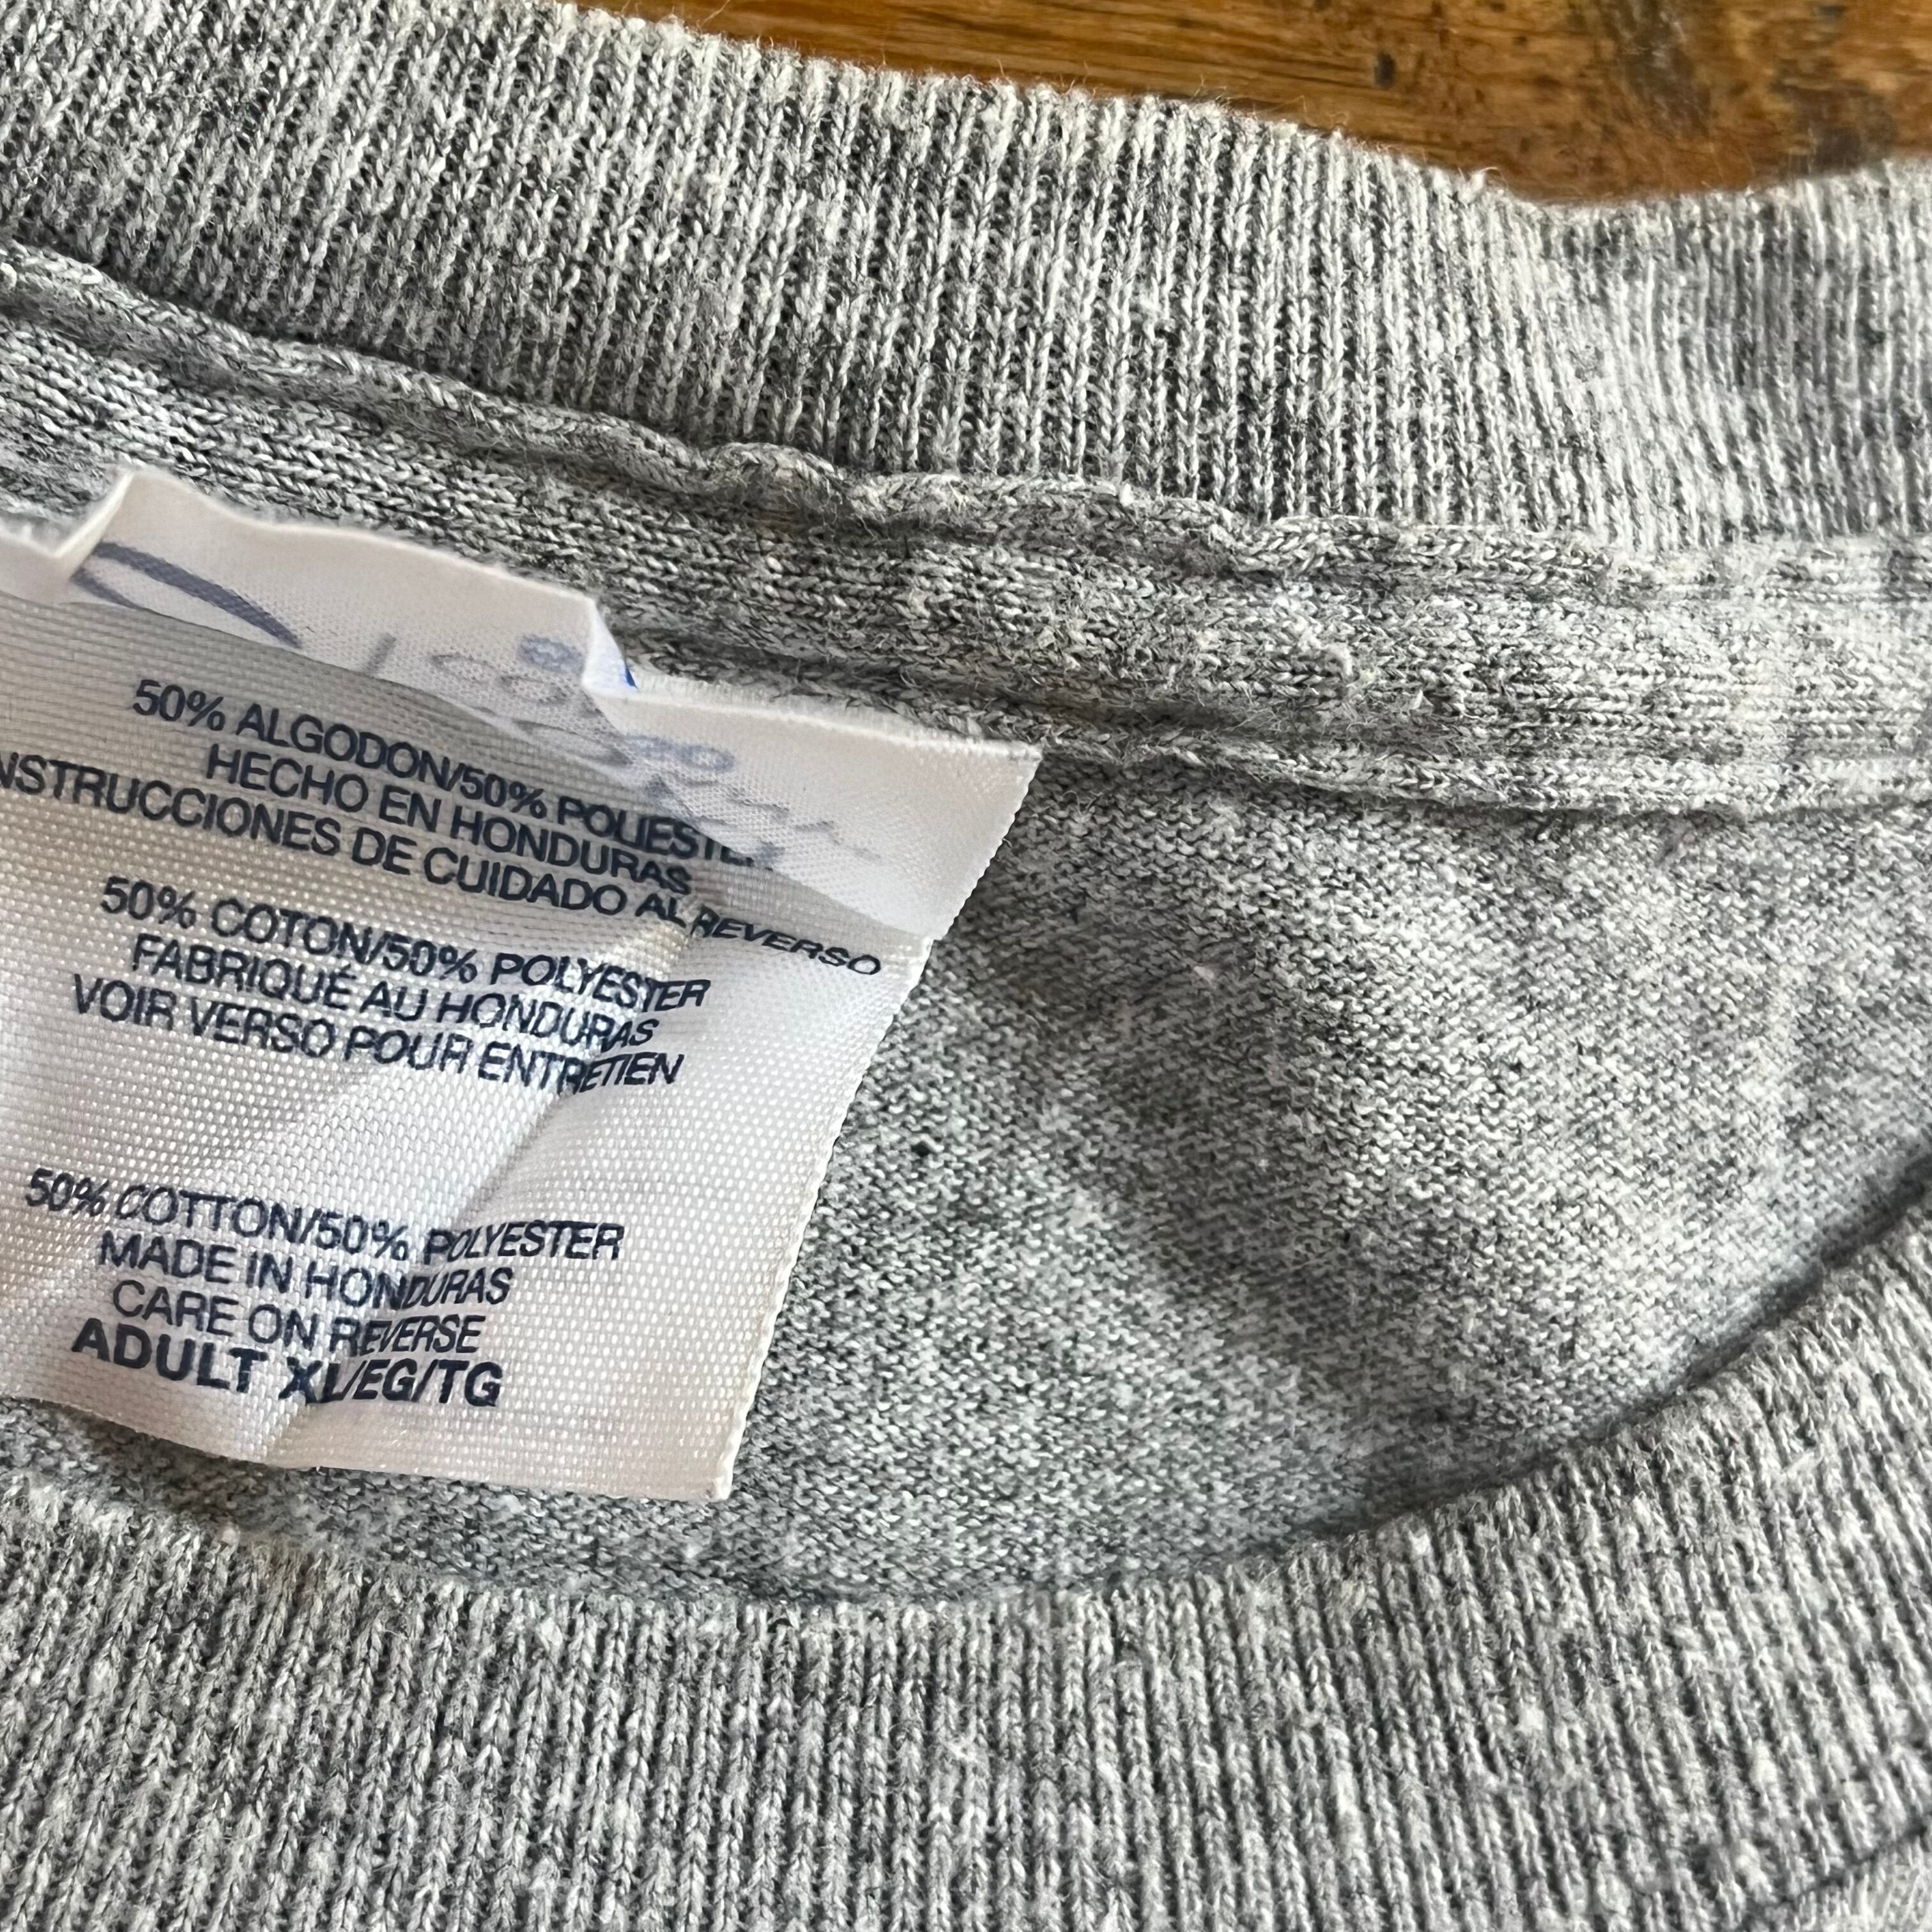 50% ALGODON/50% POLIESTER
HECHO EN HONDURAS
INSTRUCCIONES DE CUIDADO AL REVERSO
50% COTON/50% POLYESTER
FABRIQUÉ AU HONDURAS
VOIR VERSO POUR ENTRETIEN
50% COTTON/50% POLYESTER
MADE IN HONDURAS
CARE ON REVERSE
ADULT XL/EG/TG